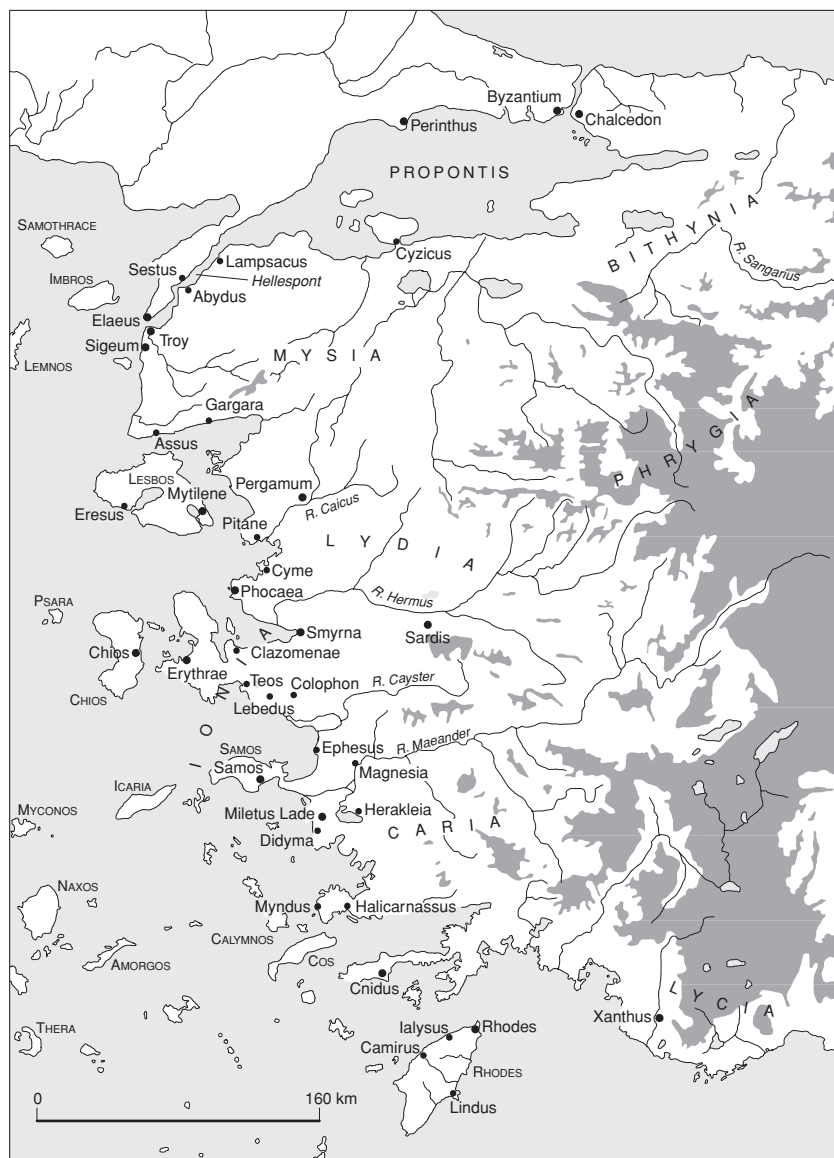 Byzantium
Perinthus
Chalcedon
PROPONTIS
BITHYNIA
SAMOTHRACE
Cyzicus
R. Sangarius
Lampsacus
Sestus
Hellespont
IMBROS
Abydus
Elaeus
Troy
Sigeum
MYSIA
LEMNOS
PHRYGIA
Gargara
Assus
LESBOS
Pergamum
Mytilene
R. Caicus
Eresus
Pitane
LYDIA
Cyme
Phocaea
R. Hermus
PSARA
Smyrna
Sardis
Chios
Clazomenae
Erythrae
IONIA
Teos
Colophon
R. Cayster
CHIOS
Lebedus
SAMOS
Ephesus
R. Maeander
Samos
Magnesia
ICARIA
MYCONOS
Miletus Lade
Herakleia
CARIA
Didyma
NAXOS
Myndus
Halicarnassus
CALYMNOS
COS
AMORGOS
Cnidus
LYCIA
Xanthus
THERA
Ialysus
Rhodes
Camirus
RHODES
0 160 km
Lindus